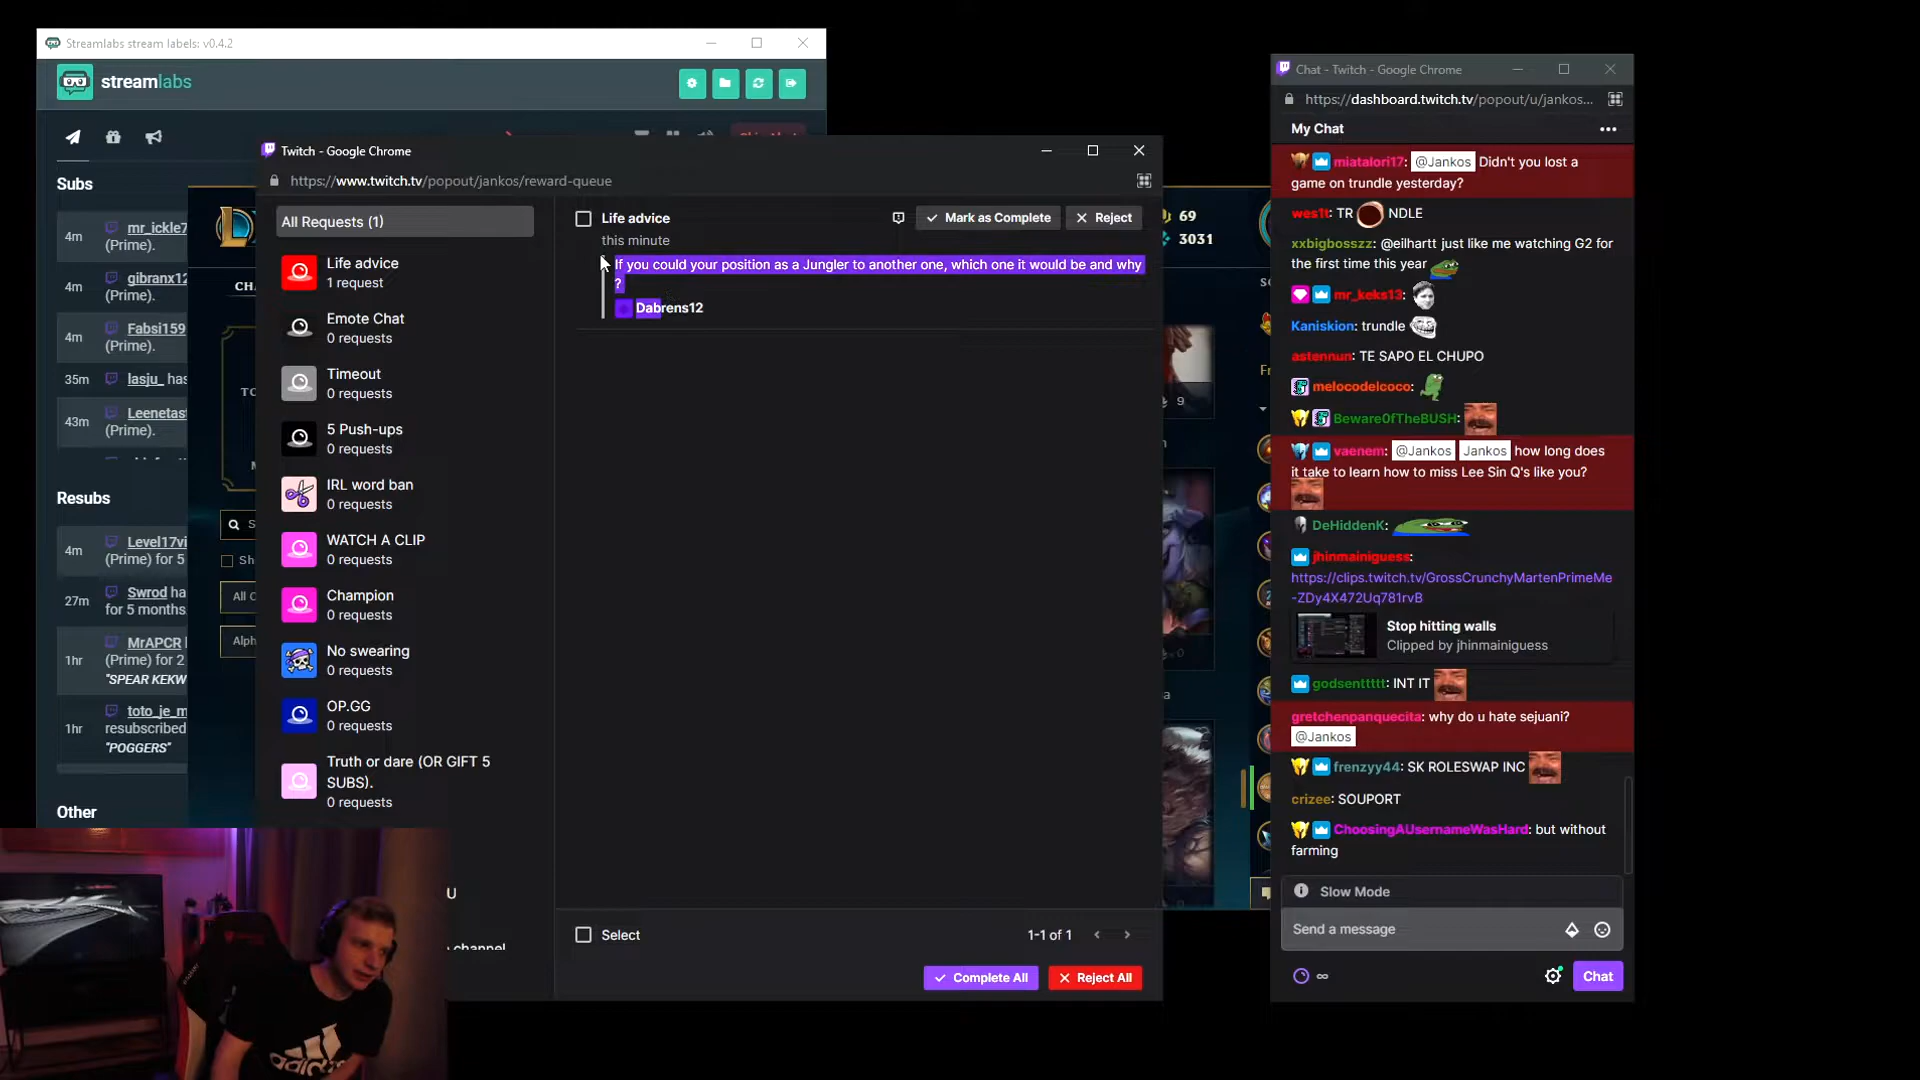 Streamlabs stream labels: v0.4.2
streamlabs
Subs
4m
mr_ickle7
(Prime).
4m
gibranx12
(Prime).
4m
Fabsi159
(Prime).
35m
lasju_ has
43m
Leenetas
(Prime).
Resubs
4m
Level17vi
(Prime) for 5
27m
Swrod ha
for 5 months,
1hr
MrAPCR
(Prime) for 2
"SPEAR KEKW
1hr
toto_je_m
resubscribed
"POGGERS"
Other
Twitch - Google Chrome
https://www.twitch.tv/popout/jankos/reward-queue
All Requests (1)
Life advice
1 request
Emote Chat
0 requests
Timeout
0 requests
5 Push-ups
0 requests
IRL word ban
0 requests
WATCH A CLIP
0 requests
Champion
0 requests
No swearing
0 requests
OP.GG
0 requests
Truth or dare (OR GIFT 5
SUBS).
0 requests
U
channel
Life advice
Mark as Complete
Reject
this minute
If you could your position as a Jungler to another one, which one it would be and why
?
Dabrens12
Select
1-1 of 1
Complete All
Reject All
69
3031
9
Chat - Twitch - Google Chrome
https://dashboard.twitch.tv/popout/u/jankos...
My Chat
miatalori17: @Jankos Didn't you lost a
game on trundle yesterday?
wes1t: TR NDLE
xxbigbosszz: @eilhartt just like me watching G2 for
the first time this year
mr_keks13:
Kaniskion: trundle
astennun: TE SAPO EL CHUPO
melocodelcoco:
Beware0fTheBUSH:
vaenem: @Jankos Jankos how long does
it take to learn how to miss Lee Sin Q's like you?
DeHiddenK:
jhinmainiguess:
https://clips.twitch.tv/GrossCrunchyMartenPrimeMe
-ZDy4X472Uq781rvB
Stop hitting walls
Clipped by jhinmainiguess
godsenttttt: INT IT
gretchenpanquecita: why do u hate sejuani?
@Jankos
frenzyy44: SK ROLESWAP INC
crizee: SOUPORT
ChoosingAUsernameWasHard: but without
farming
Slow Mode
Send a message
∞
Chat
adidas